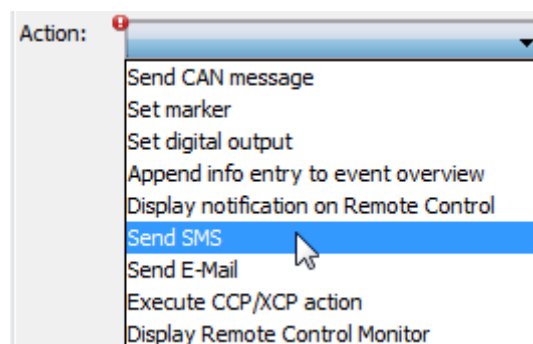 Action:
Send CAN message
Set marker
Set digital output
Append info entry to event overview
Display notification on Remote Control
Send SMS
Send E-Mail
Execute CCP/XCP action
Display Remote Control Monitor